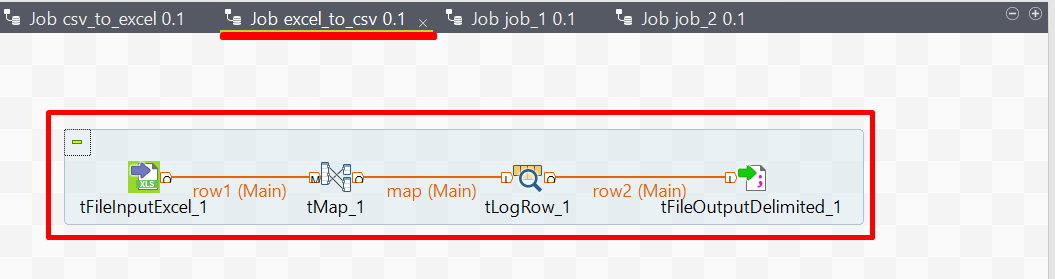 Job csv_to_excel 0.1 Job excel_to_csv 0.1 Job job_1 0.1 Job job_2 0.1
XLS
row1 (Main) map (Main) row2 (Main)
tFileInputExcel_1 tMap_1 tLogRow_1 tFileOutputDelimited_1